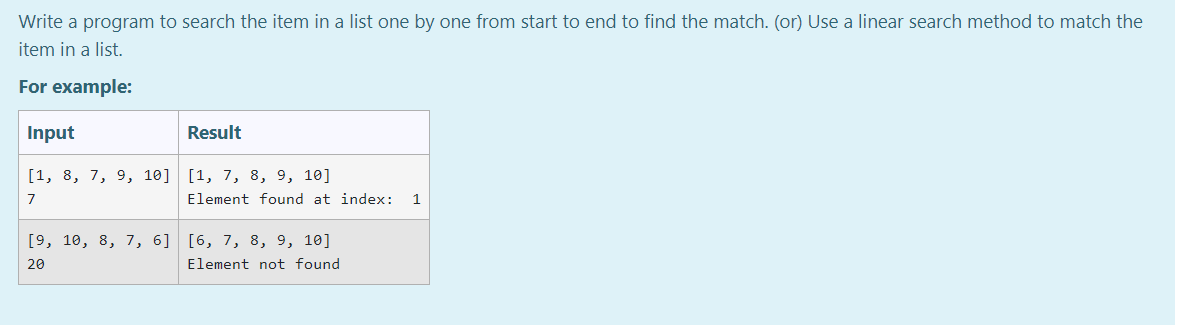 Write a program to search the item in a list one by one from start to end to find the match. (or) Use a linear search method to match the
item in a list.
For example:
Input Result
[1, 8, 7, 9, 10] [1, 7, 8, 9, 10]
7 Element found at index:  1
[9, 10, 8, 7, 6] [6, 7, 8, 9, 10]
20 Element not found